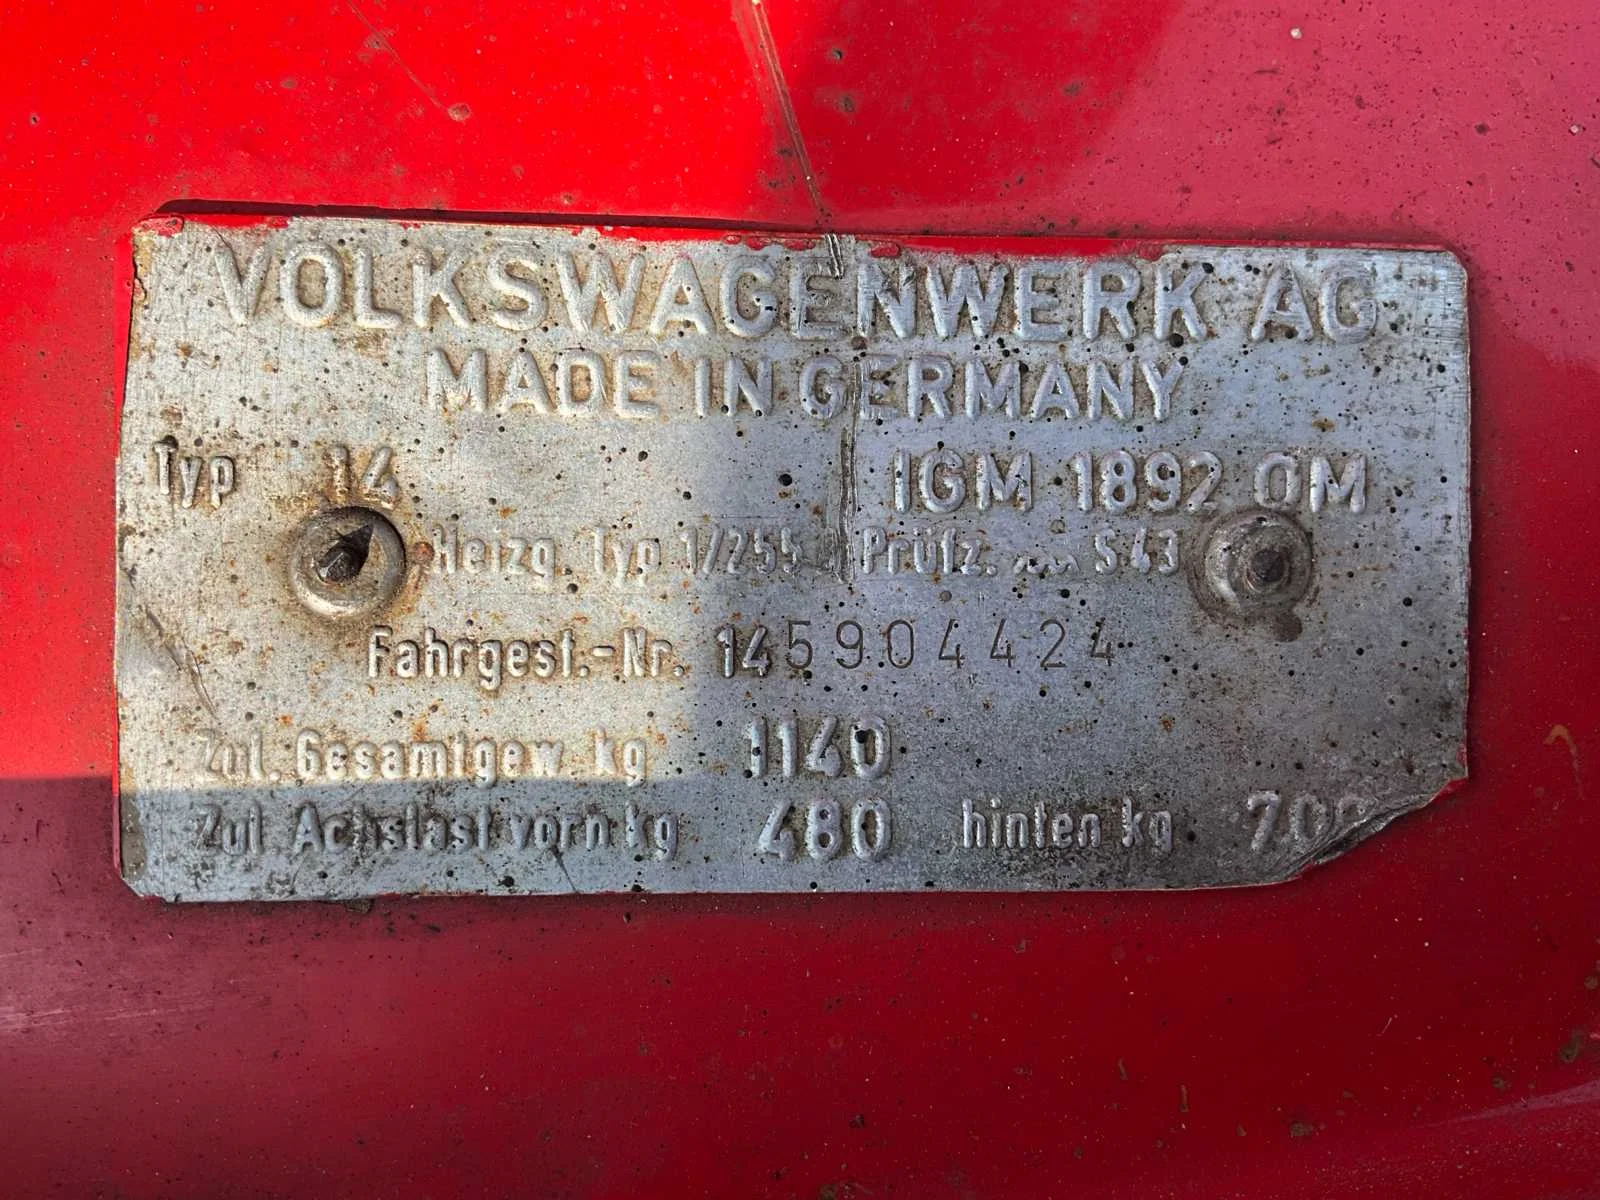 VOLKSWAGENWERK AG
MADE IN GERMANY
Typ 14 IGM 1892 OM
Heizg. Typ 1/255 Prüfz. S 43
Fahrgest.-Nr. 145904424
Zul. Gesamtgew. kg 1140
Zul. Achslast vorn kg 480 hinten kg